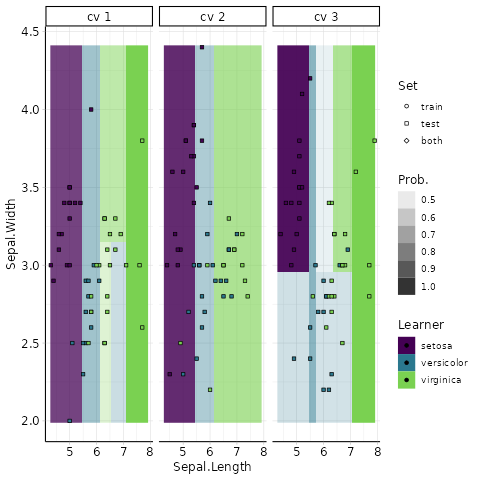 cv 1 cv 2 cv 3
4.5
4.0
3.5
3.0
2.5
2.0
Sepal.Width
5 6 7 8 5 6 7 8 5 6 7 8
Sepal.Length
Set
train
test
both
Prob.
0.5
0.6
0.7
0.8
0.9
1.0
Learner
setosa
versicolor
virginica